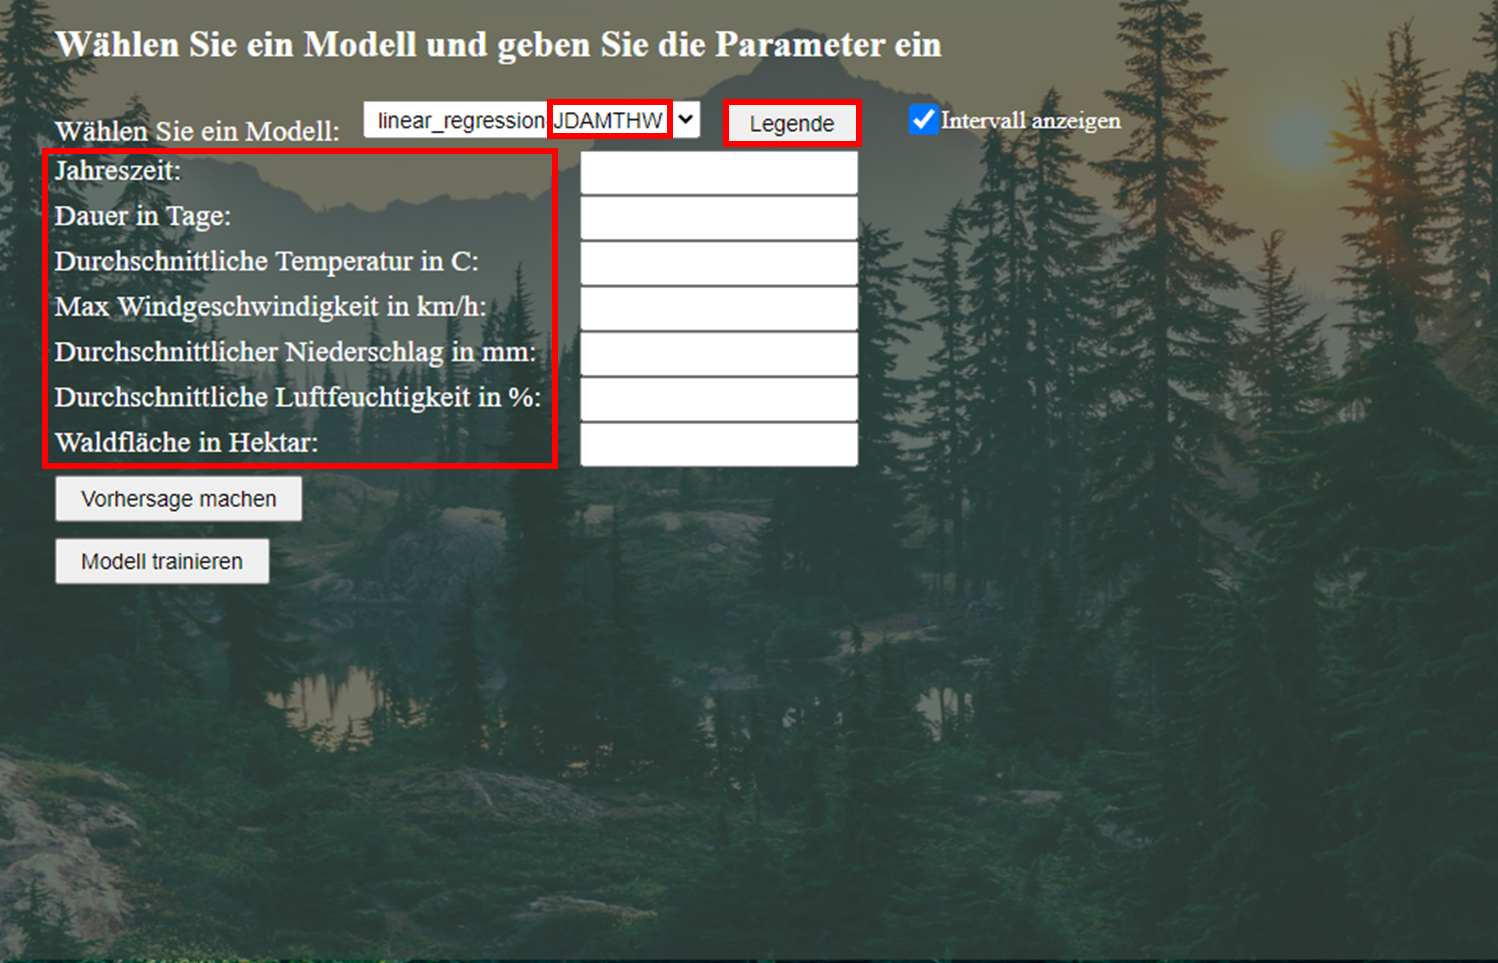 Wählen Sie ein Modell und geben Sie die Parameter ein
Wählen Sie ein Modell: linear_regression JDAMTHW Legende Intervall anzeigen
Jahreszeit:
Dauer in Tage:
Durchschnittliche Temperatur in C:
Max Windgeschwindigkeit in km/h:
Durchschnittlicher Niederschlag in mm:
Durchschnittliche Luftfeuchtigkeit in %:
Waldfläche in Hektar:
Vorhersage machen
Modell trainieren